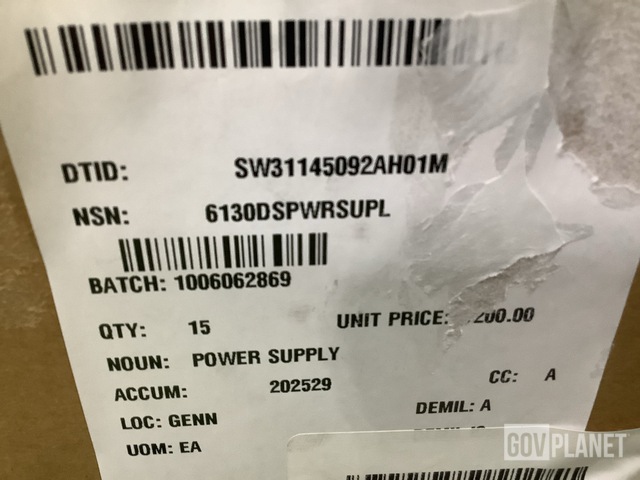 DTID: SW31145092AH01M
NSN: 6130DSPWRSUPL
BATCH: 1006062869
QTY: 15 UNIT PRICE: 200.00
NOUN: POWER SUPPLY
ACCUM: 202529 CC: A
LOC: GENN DEMIL: A
UOM: EA
GOVPLANET